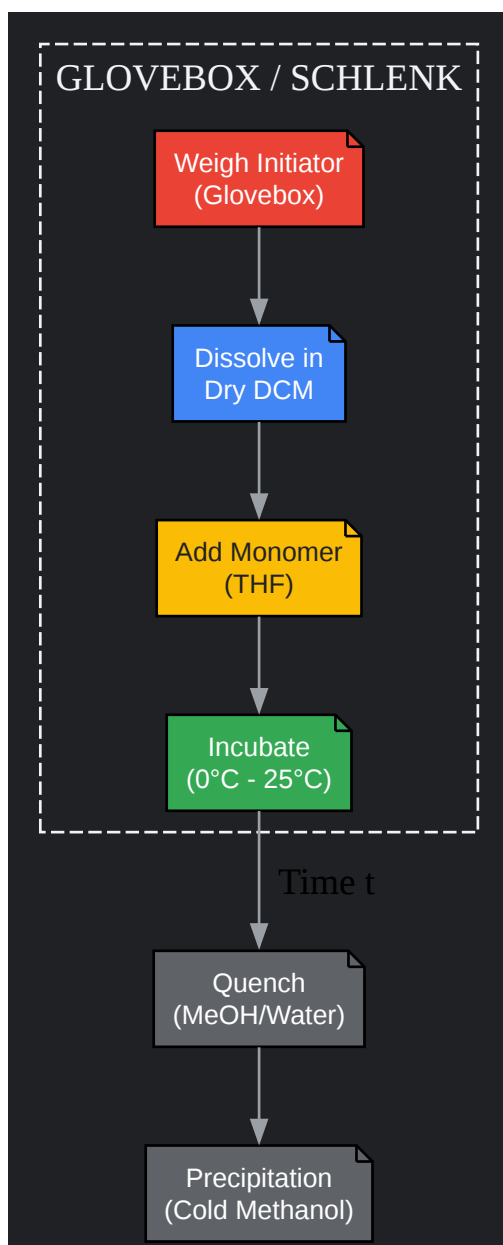 GLOVEBOX / SCHLENK
Weigh Initiator
(Glovebox)
Dissolve in
Dry DCM
Add Monomer
(THF)
Incubate
(0°C - 25°C)
Time t
Quench
(MeOH/Water)
Precipitation
(Cold Methanol)